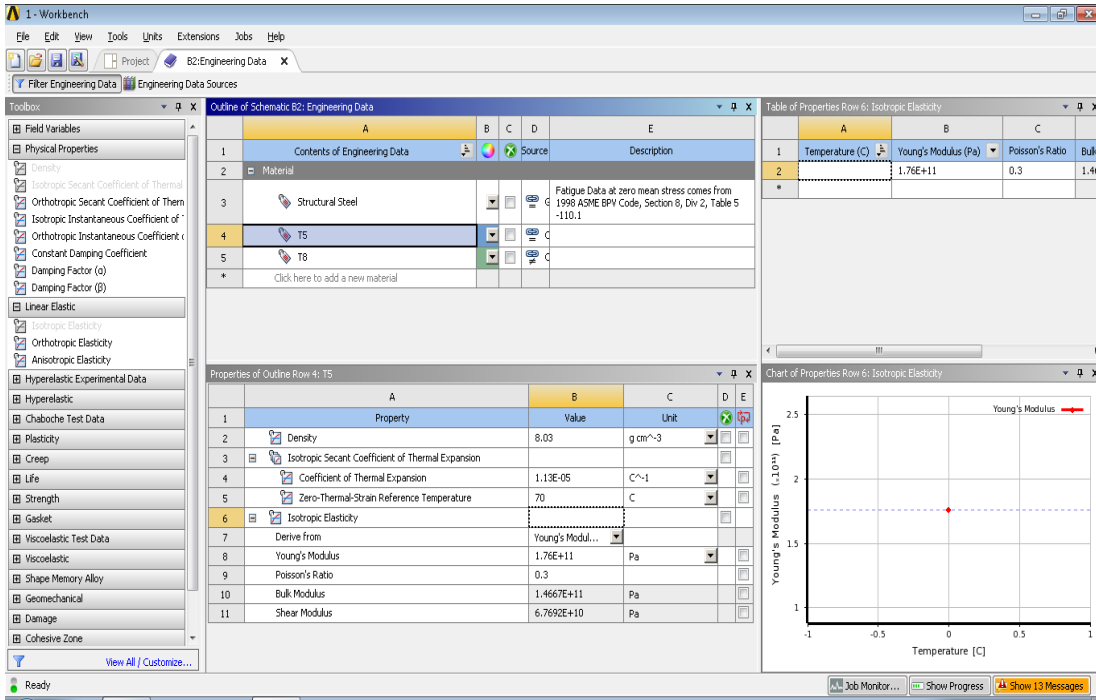 1 - Workbench
File Edit View Tools Units Extensions Jobs Help
Project B2:Engineering Data X
Filter Engineering Data Engineering Data Sources
Toolbox
Field Variables
Physical Properties
Density
Isotropic Secant Coefficient of Thermal
Orthotropic Secant Coefficient of Therm
Isotropic Instantaneous Coefficient of
Orthotropic Instantaneous Coefficient
Constant Damping Coefficient
Damping Factor (α)
Damping Factor (β)
Linear Elastic
Isotropic Elasticity
Orthotropic Elasticity
Anisotropic Elasticity
Hyperelastic Experimental Data
Hyperelastic
Chaboche Test Data
Plasticity
Creep
Life
Strength
Gasket
Viscoelastic Test Data
Viscoelastic
Shape Memory Alloy
Geomechanical
Damage
Cohesive Zone
View All / Customize...
Outline of Schematic B2: Engineering Data
A B C D E
1 Contents of Engineering Data Source Description
2 Material
3 Structural Steel Fatigue Data at zero mean stress comes from
1998 ASME BPV Code, Section 8, Div 2, Table 5
-110.1
4 T5
5 T8
* Click here to add a new material
Properties of Outline Row 4: T5
A B C D E
1 Property Value Unit
2 Density 8.03 g cm^-3
3 Isotropic Secant Coefficient of Thermal Expansion
4 Coefficient of Thermal Expansion 1.13E-05 C^-1
5 Zero-Thermal-Strain Reference Temperature 70 C
6 Isotropic Elasticity
7 Derive from Young's Modul...
8 Young's Modulus 1.76E+11 Pa
9 Poisson's Ratio 0.3
10 Bulk Modulus 1.4667E+11 Pa
11 Shear Modulus 6.7692E+10 Pa
Table of Properties Row 6: Isotropic Elasticity
A B C
1 Temperature (C) Young's Modulus (Pa) Poisson's Ratio Bulk
2 1.76E+11 0.3 1.46
*
Chart of Properties Row 6: Isotropic Elasticity
Young's Modulus
Young's Modulus (.10¹¹) [Pa]
2.5
2
1.5
1
-1 -0.5 0 0.5 1
Temperature [C]
Ready
Job Monitor... Show Progress Show 13 Messages